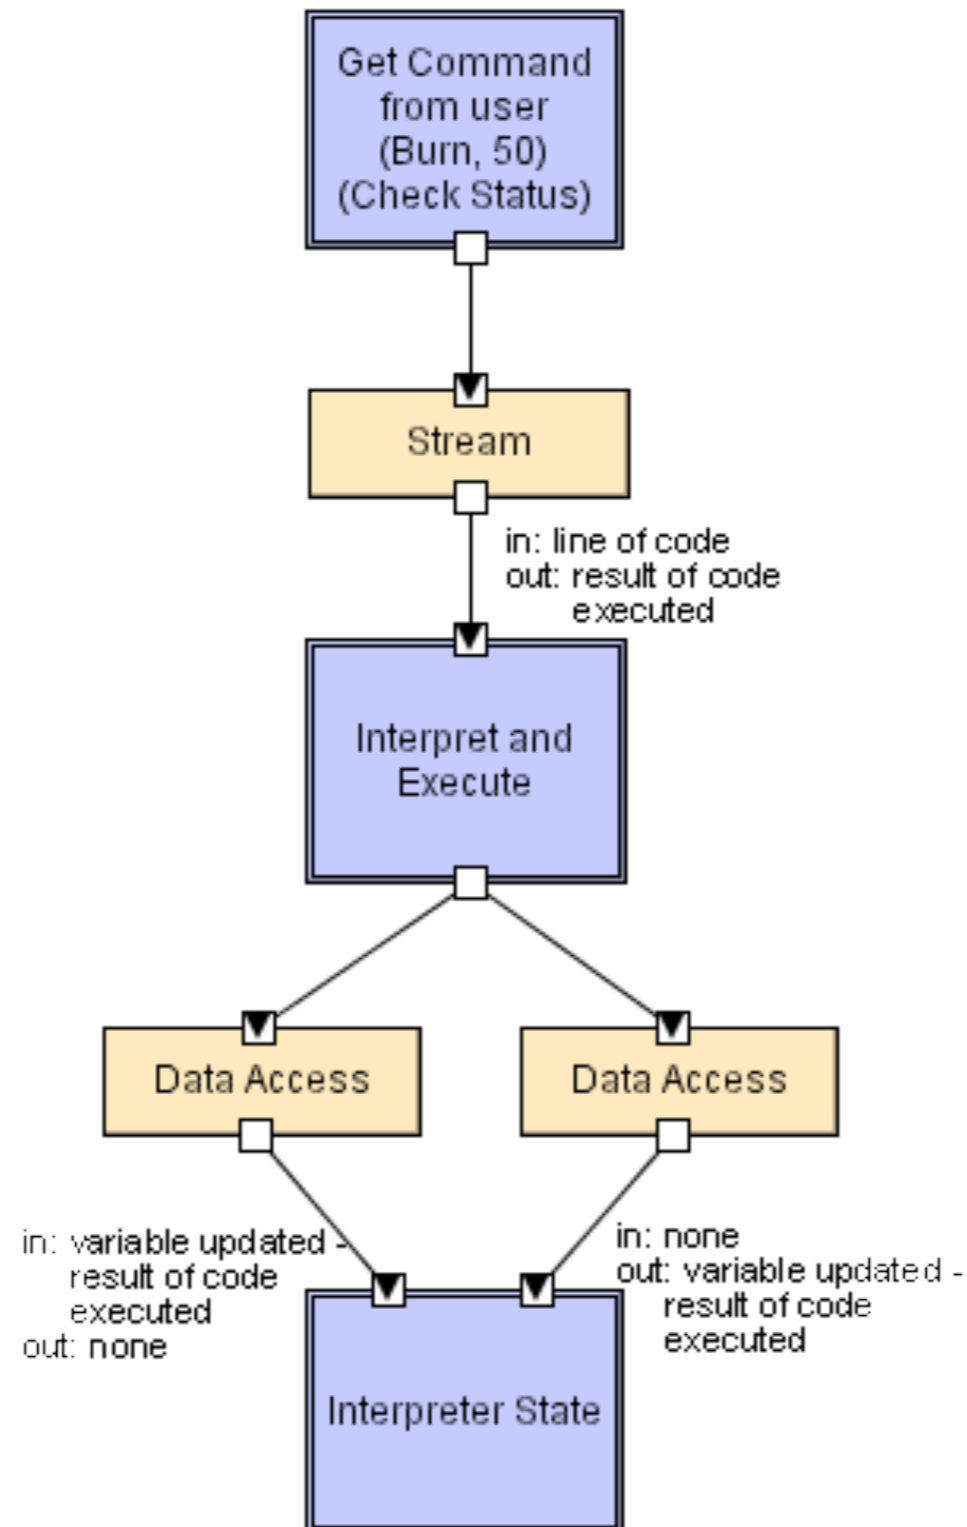 Get Command
from user
(Burn, 50)
(Check Status)
Stream
in: line of code
out: result of code
executed
Interpret and
Execute
Data Access
Data Access
in: variable updated -
result of code
executed
out: none
in: none
out: variable updated -
result of code
executed
Interpreter State